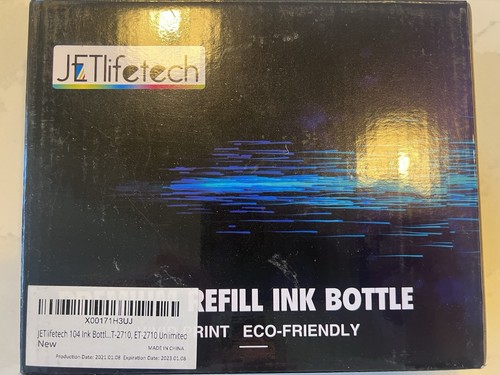 JETlifetech
REFILL INK BOTTLE
PRINT ECO-FRIENDLY
X00171H3UJ
JETlifetech 104 Ink Bottl...T-2710, ET-2710 Unlimited
New
MADE IN CHINA
Production Date: 2021.01.08 Expiration Date: 2023.01.08